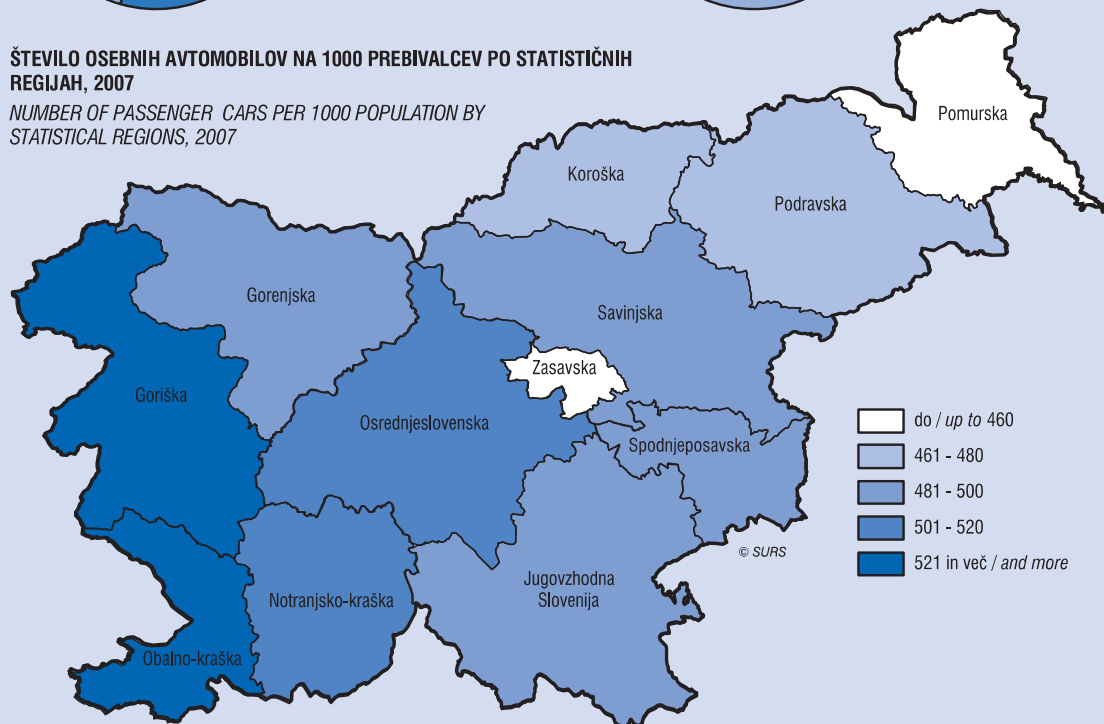 ŠTEVILO OSEBNIH AVTOMOBILOV NA 1000 PREBIVALCEV PO STATISTIČNIH
REGIJAH, 2007
NUMBER OF PASSENGER CARS PER 1000 POPULATION BY
STATISTICAL REGIONS, 2007
Pomurska
Koroška
Podravska
Gorenjska
Savinjska
Zasavska
Goriška
Osrednjeslovenska
Spodnjeposavska
Jugovzhodna
Slovenija
Notranjsko-kraška
Obalno-kraška
do / up to 460
461 - 480
481 - 500
501 - 520
521 in več / and more
© SURS